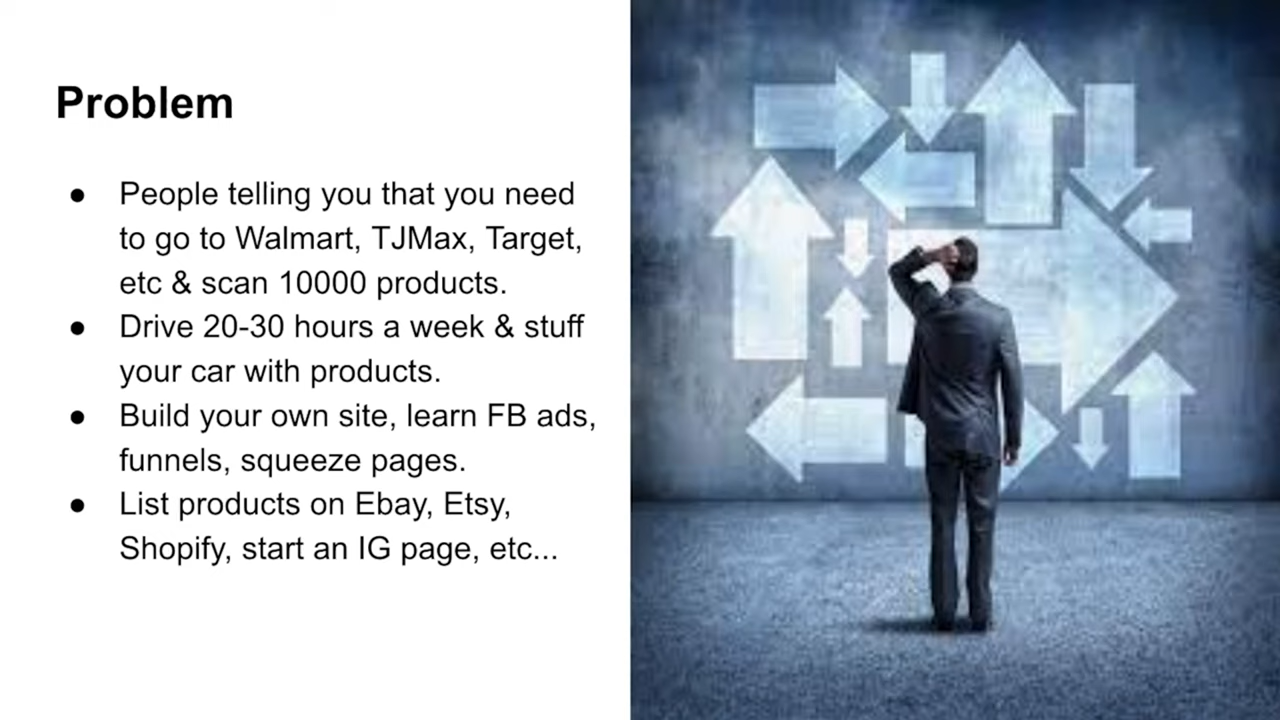 Problem
● People telling you that you need
to go to Walmart, TJMax, Target,
etc & scan 10000 products.
● Drive 20-30 hours a week & stuff
your car with products.
● Build your own site, learn FB ads,
funnels, squeeze pages.
● List products on Ebay, Etsy,
Shopify, start an IG page, etc...